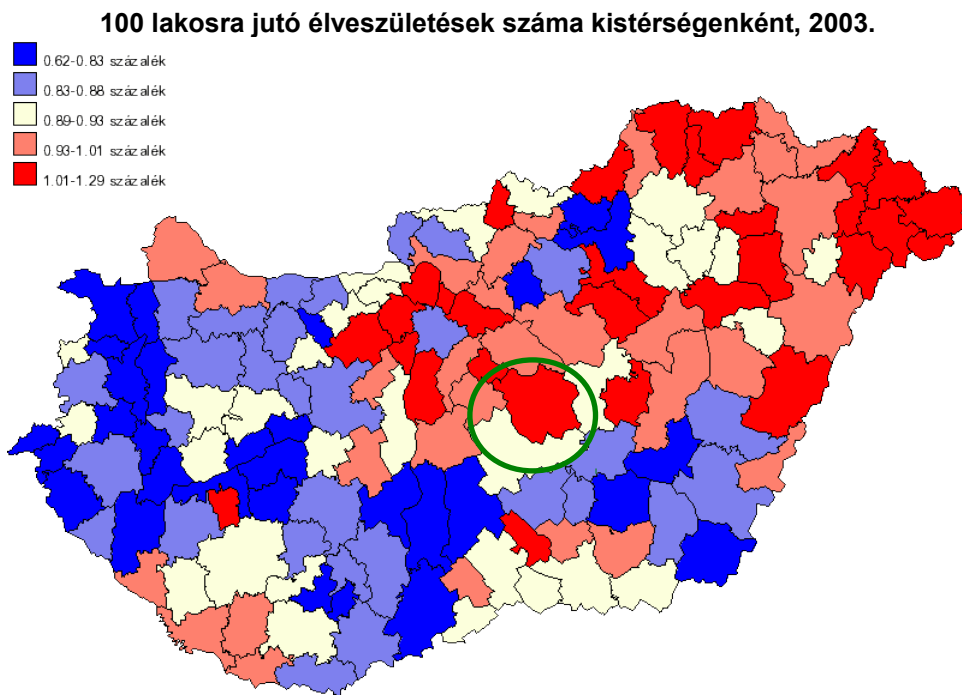 100 lakosra jutó élveszületések száma kistérségenként, 2003.
0.62-0.83 százalék
0.83-0.88 százalék
0.89-0.93 százalék
0.93-1.01 százalék
1.01-1.29 százalék